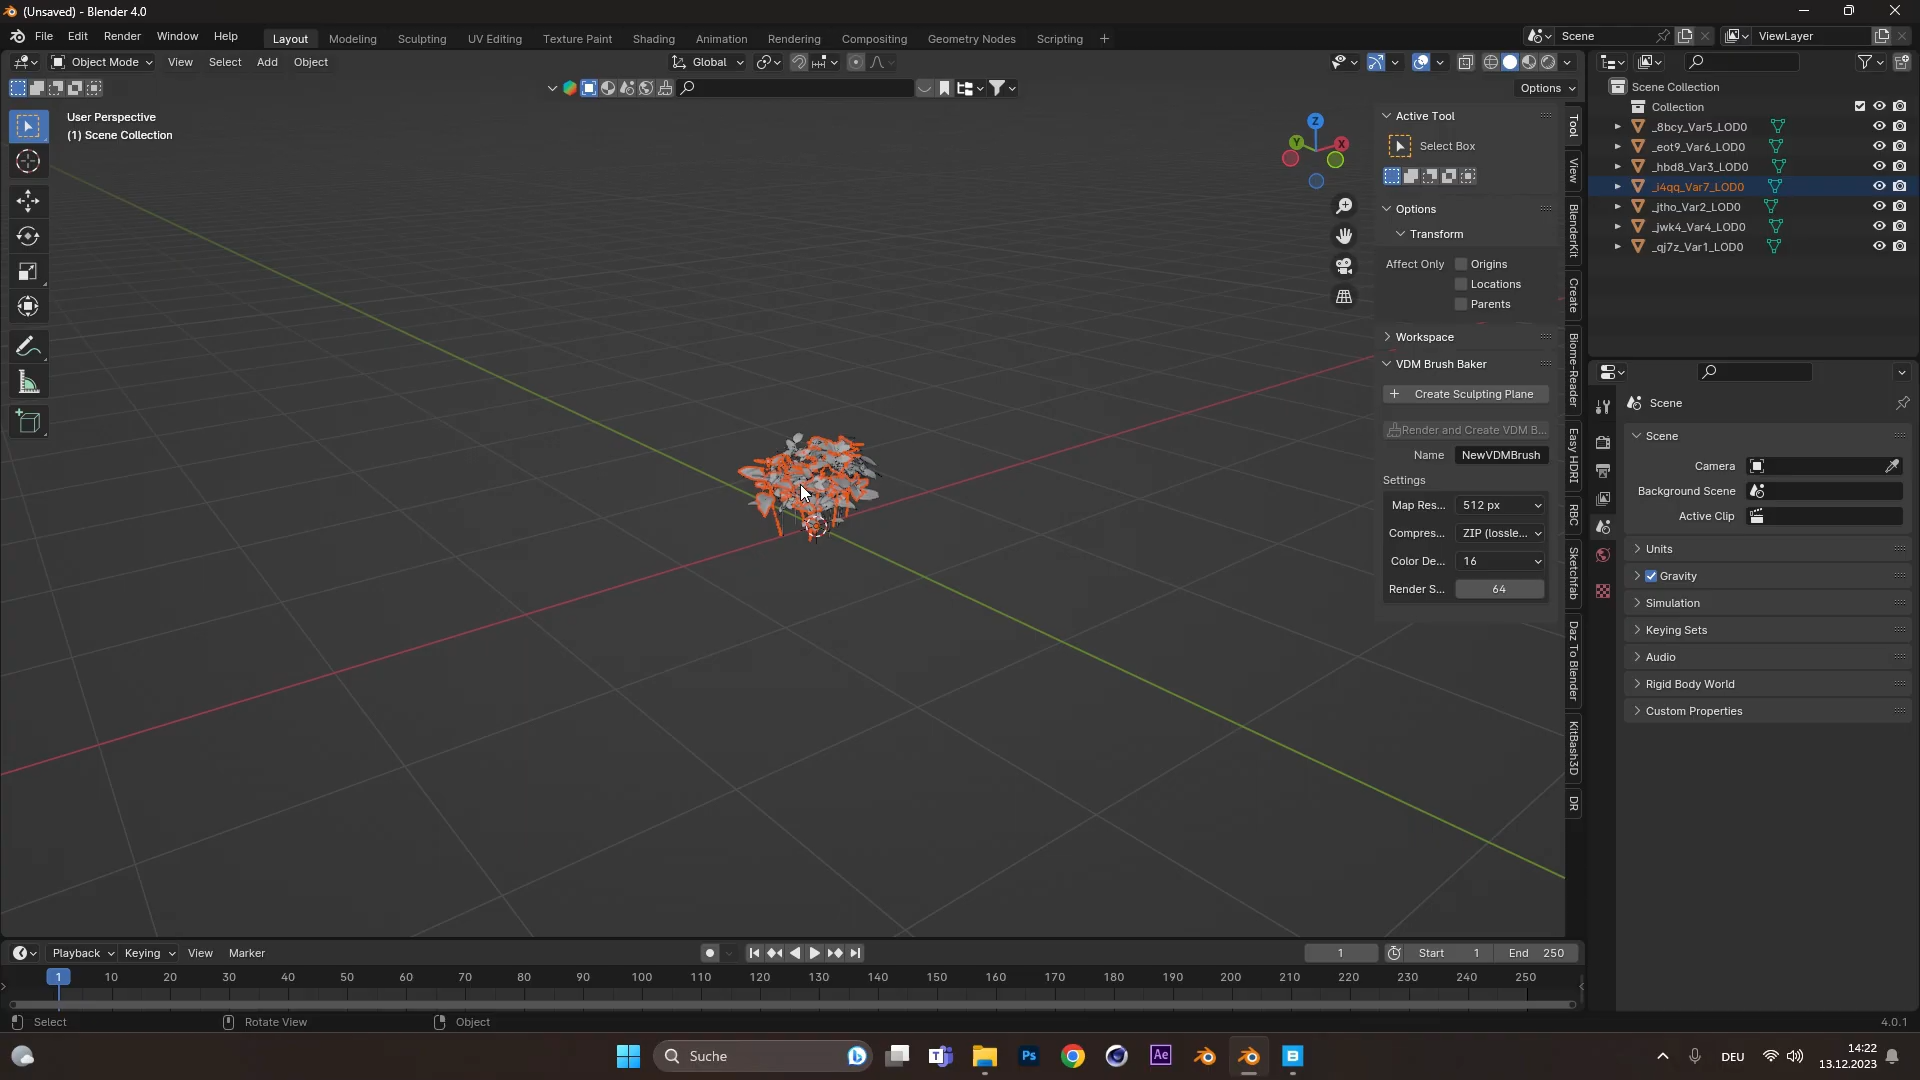 (Unsaved) - Blender 4.0
File Edit Render Window Help
Layout Modeling Sculpting UV Editing Texture Paint Shading Animation Rendering Compositing Geometry Nodes Scripting +
Scene
ViewLayer
Object Mode View Select Add Object
Global
Options
User Perspective
(1) Scene Collection
Z
Y
X
Active Tool
Select Box
Options
Transform
Affect Only Origins
Locations
Parents
Workspace
VDM Brush Baker
+ Create Sculpting Plane
Render and Create VDM B...
Name NewVDMBrush
Settings
Map Res... 512 px
Compres... ZIP (lossle...
Color De... 16
Render S... 64
Tool
View
BlenderKit
Create
Biome-Reader
Easy HDRI
RBC
Sketchfab
Daz To Blender
KitBash3D
DR
Scene Collection
Collection
_8bcy_Var5_LOD0
_eot9_Var6_LOD0
_hbd8_Var3_LOD0
_i4qq_Var7_LOD0
_jtho_Var2_LOD0
_jwk4_Var4_LOD0
_qj7z_Var1_LOD0
Scene
Scene
Camera
Background Scene
Active Clip
Units
Gravity
Simulation
Keying Sets
Audio
Rigid Body World
Custom Properties
Playback Keying View Marker
1 Start 1 End 250
1 10 20 30 40 50 60 70 80 90 100 110 120 130 140 150 160 170 180 190 200 210 220 230 240 250
Select Rotate View Object
4.0.1
Suche
Ps
Ae
DEU
14:22
13.12.2023